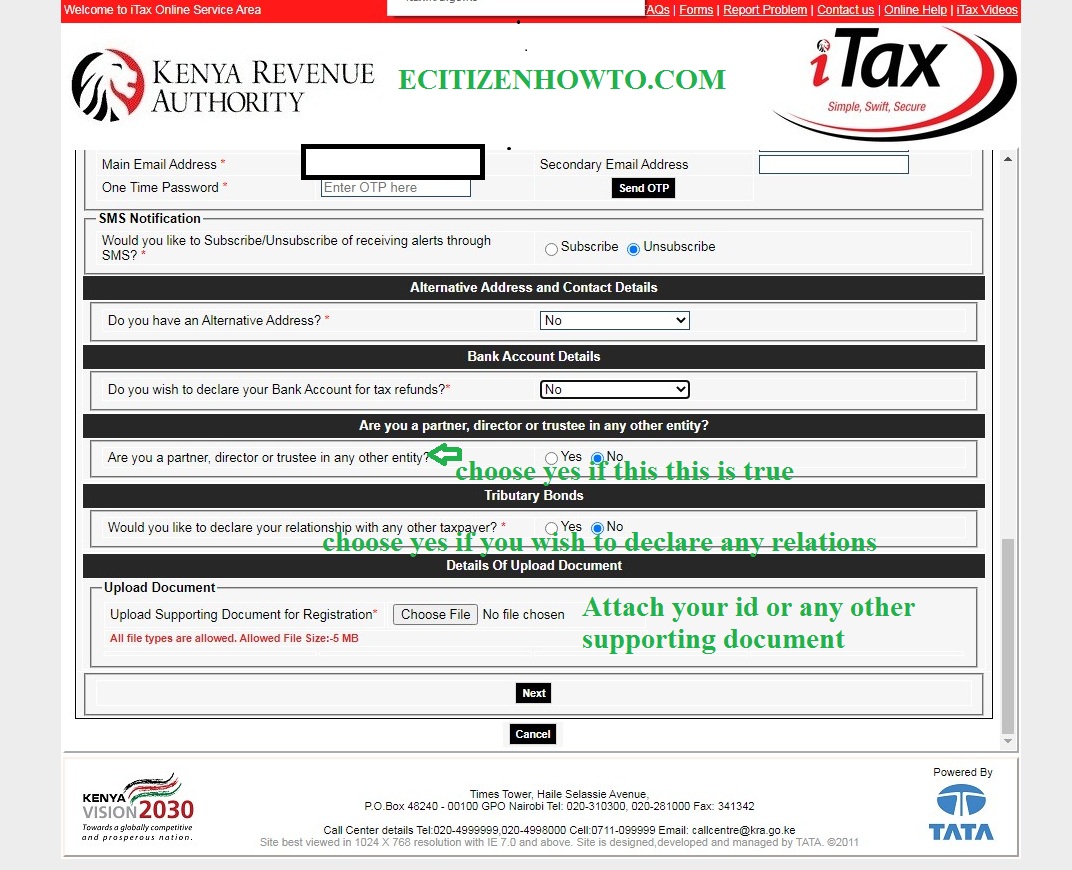 Welcome to iTax Online Service Area
AQs | Forms | Report Problem | Contact us | Online Help | iTax Videos
KENYA REVENUE
AUTHORITY
ECITIZENHOWTO.COM
iTax
Simple, Swift, Secure
Main Email Address * Secondary Email Address
One Time Password * Enter OTP here Send OTP
SMS Notification
Would you like to Subscribe/Unsubscribe of receiving alerts through
SMS? * Subscribe Unsubscribe
Alternative Address and Contact Details
Do you have an Alternative Address? * No
Bank Account Details
Do you wish to declare your Bank Account for tax refunds?* No
Are you a partner, director or trustee in any other entity?
Are you a partner, director or trustee in any other entity? Yes No
choose yes if this this is true
Tributary Bonds
Would you like to declare your relationship with any other taxpayer? * Yes No
choose yes if you wish to declare any relations
Details Of Upload Document
Upload Document
Upload Supporting Document for Registration* Choose File No file chosen
All file types are allowed. Allowed File Size:-5 MB
Attach your id or any other
supporting document
Next
Cancel
KENYA
VISION 2030
Towards a globally competitive
and prosperous nation.
Times Tower, Haile Selassie Avenue,
P.O.Box 48240 - 00100 GPO Nairobi Tel: 020-310300, 020-281000 Fax: 341342
Call Center details Tel:020-4999999,020-4998000 Cell:0711-099999 Email: callcentre@kra.go.ke
Site best viewed in 1024 X 768 resolution with IE 7.0 and above. Site is designed,developed and managed by TATA. ©2011
Powered By
TATA